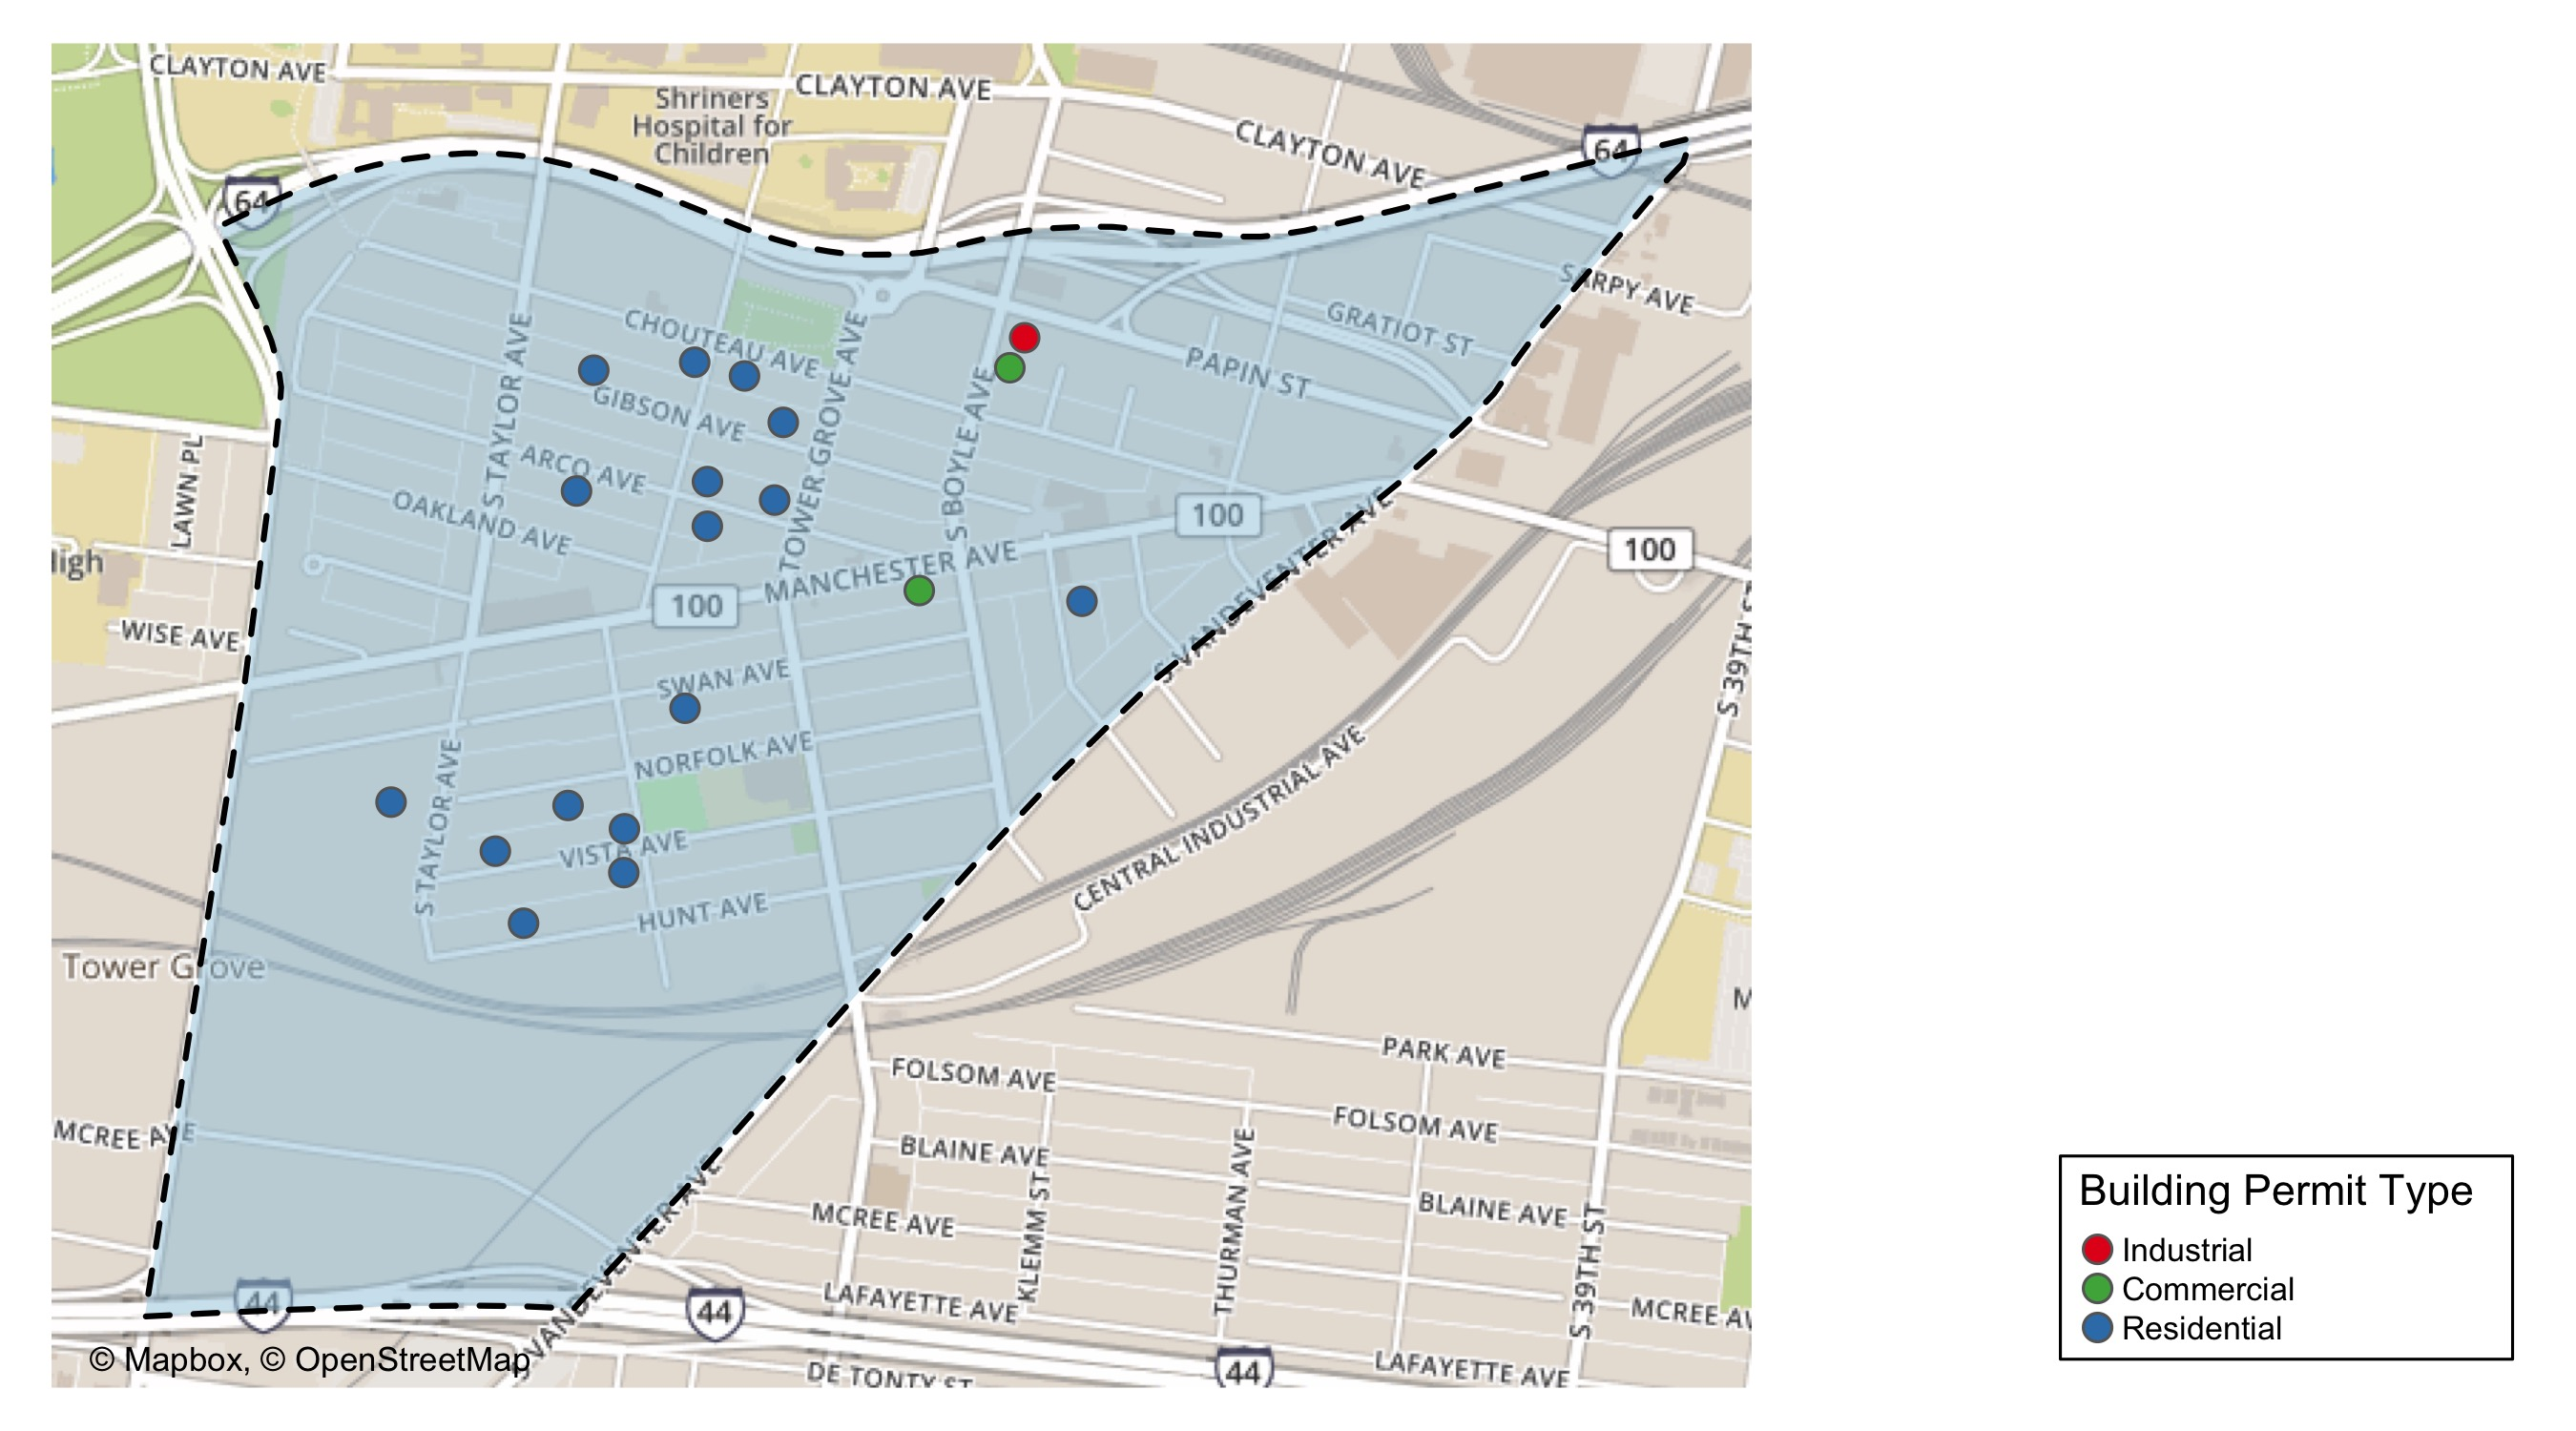 CLAYTON AVE
CLAYTON AVE
Shriners
Hospital for
Children
CLAYTON AVE
64
64
SARPY AVE
GRATIOT ST
CHOUTEAU AVE
PAPIN ST
GIBSON AVE
S TAYLOR AVE
TOWER GROVE AVE
S BOYLE AVE
LAWN PL
ARCO AVE
OAKLAND AVE
100
100
100
MANCHESTER AVE
S VANDEVENTER AVE
WISE AVE
SWAN AVE
S 39TH ST
NORFOLK AVE
S TAYLOR AVE
CENTRAL INDUSTRIAL AVE
VISTA AVE
HUNT AVE
Tower Grove
PARK AVE
FOLSOM AVE
FOLSOM AVE
MCREE AVE
BLAINE AVE
BLAINE AVE
KLEMM ST
THURMAN AVE
MCREE AVE
S 39TH ST
S VANDEVENTER AVE
LAFAYETTE AVE
MCREE AV
44
44
44
LAFAYETTE AVE
DE TONTY ST
© Mapbox, © OpenStreetMap
Building Permit Type
Industrial
Commercial
Residential